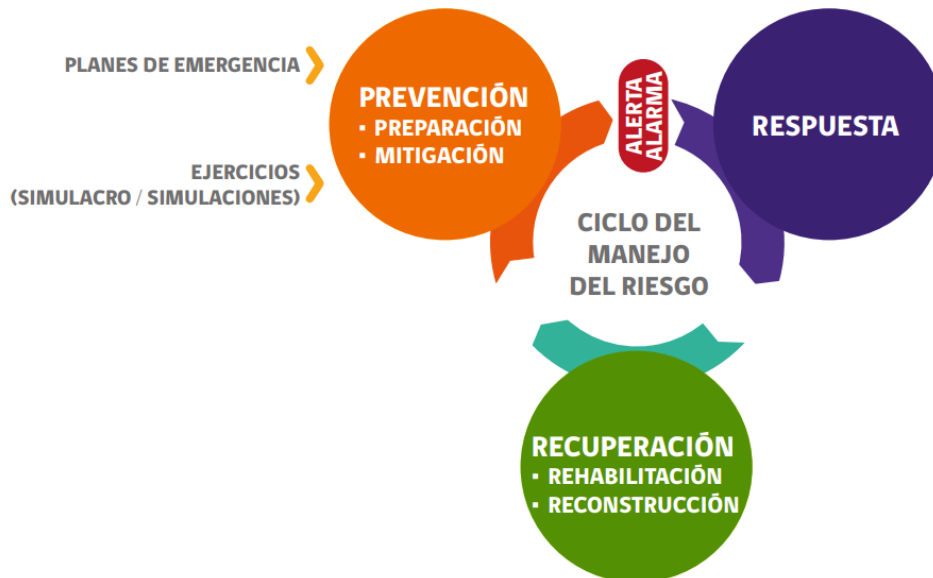 PLANES DE EMERGENCIA
EJERCICIOS
(SIMULACRO / SIMULACIONES)
PREVENCIÓN
▪ PREPARACIÓN
▪ MITIGACIÓN
ALERTA
ALARMA
RESPUESTA
CICLO DEL
MANEJO
DEL RIESGO
RECUPERACIÓN
▪ REHABILITACIÓN
▪ RECONSTRUCCIÓN